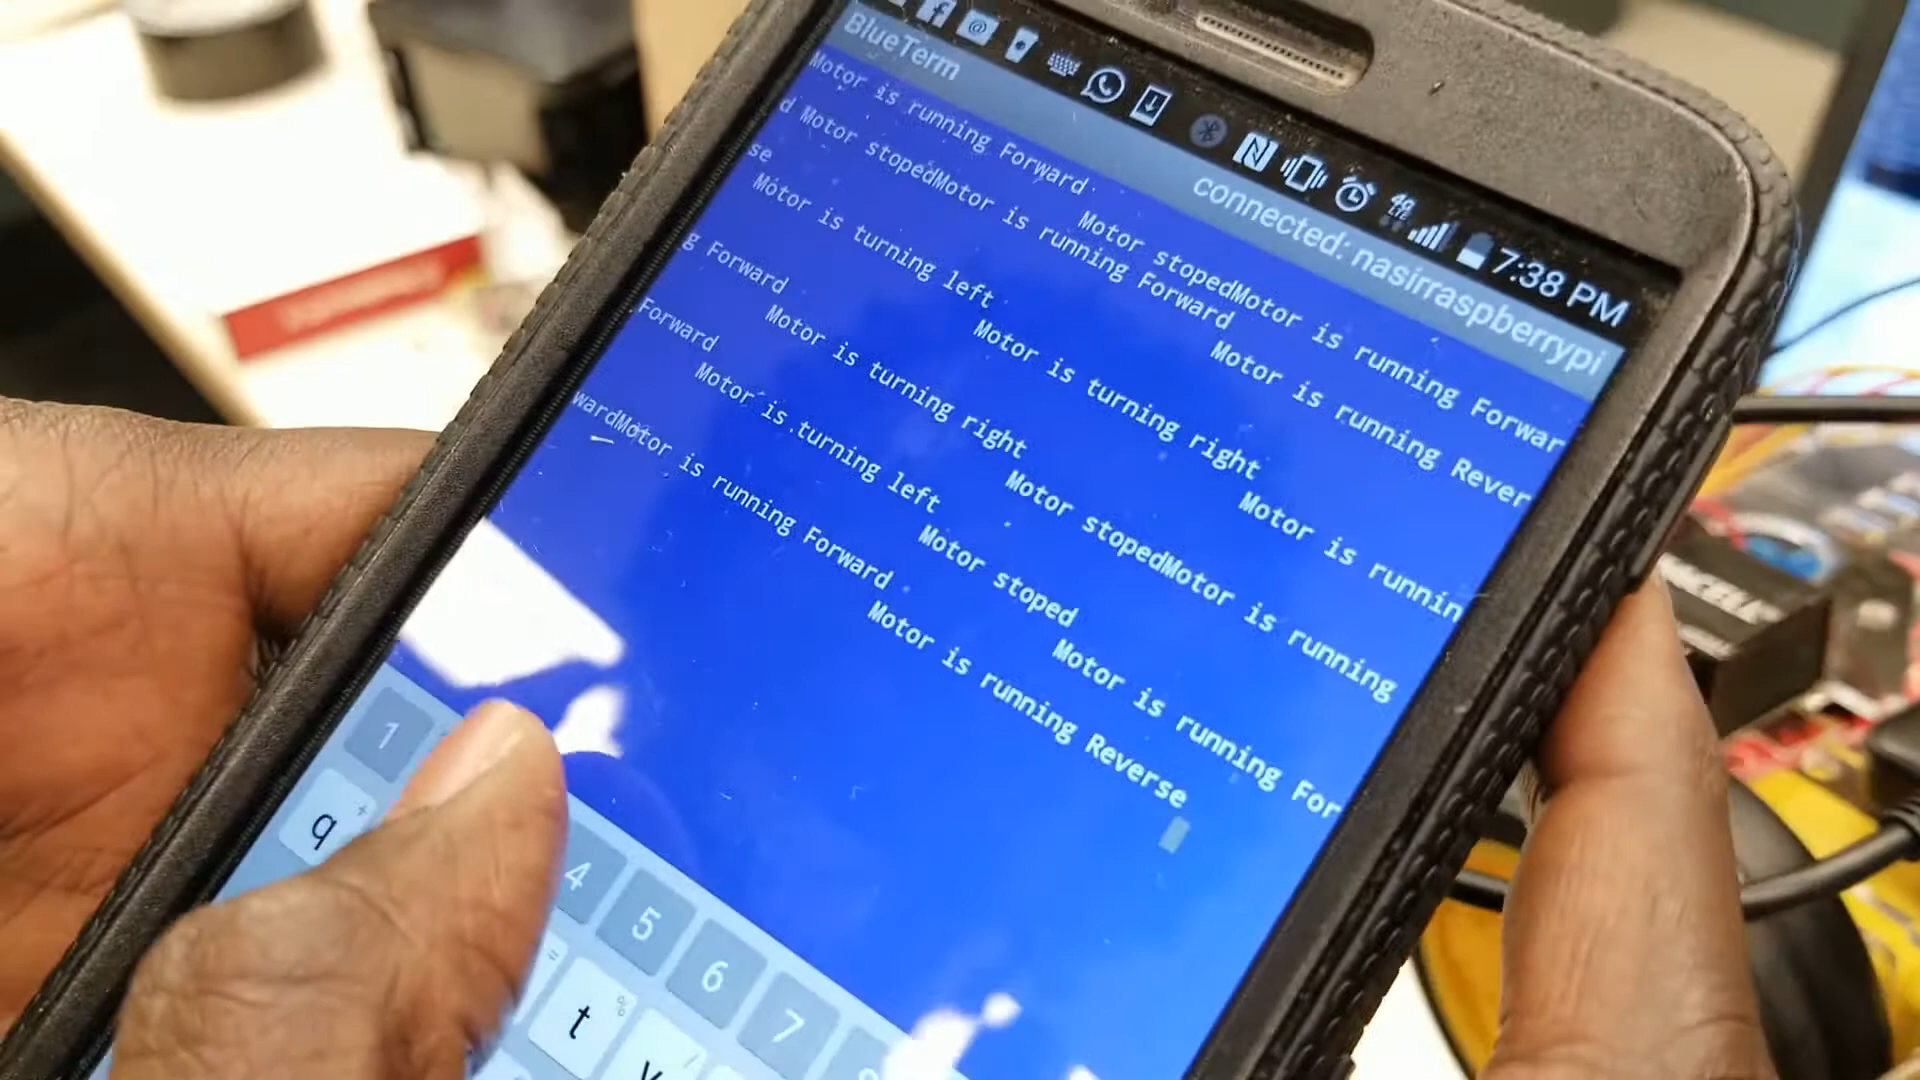 7:38 PM
BlueTerm connected: nasirraspberrypi
Motor is running Forward
Motor stopedMotor is running Forwar
d Motor stopedMotor is running Forward
Motor is running Rever
se
Motor is turning left
Motor is turning right
Motor is runnin
g Forward
Motor is turning right
Motor stopedMotor is running
Forward
Motor is turning left
Motor stoped
Motor is running For
wardMotor is running Forward
Motor is running Reverse
1 4 5 6 7
q t